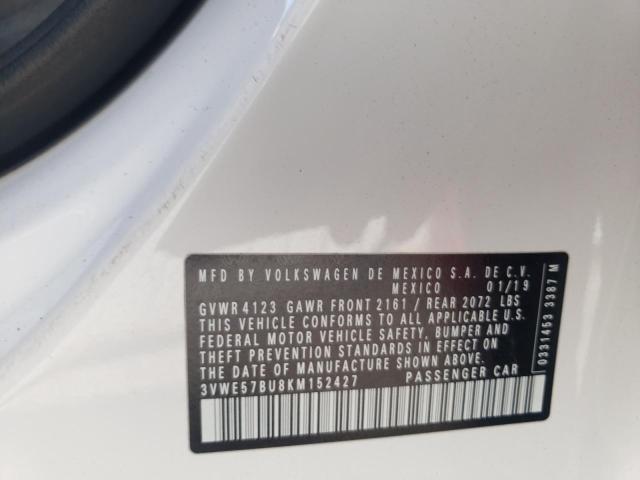 MFD BY VOLKSWAGEN DE MEXICO S.A. DE C.V.
MEXICO 01/19
GVWR 4123 GAWR FRONT 2161 / REAR 2072 LBS
THIS VEHICLE CONFORMS TO ALL APPLICABLE U.S.
FEDERAL MOTOR VEHICLE SAFETY, BUMPER AND
THEFT PREVENTION STANDARDS IN EFFECT ON
THE DATE OF MANUFACTURE SHOWN ABOVE.
3VWE57BU8KM152427 PASSENGER CAR
0331453 3387 M